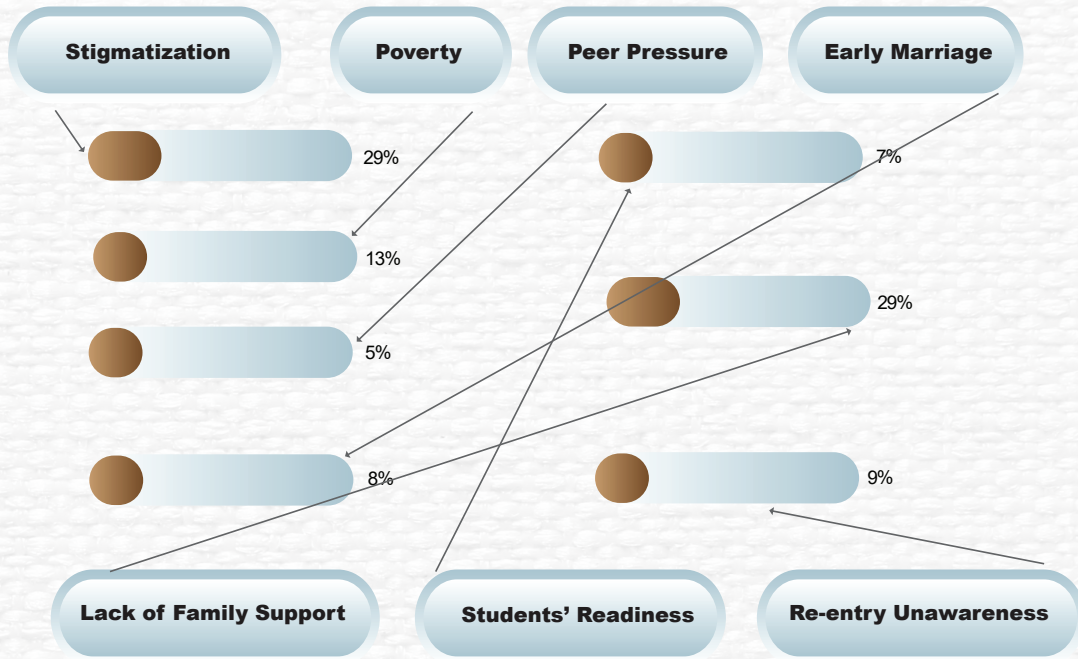 Stigmatization
Poverty
Peer Pressure
Early Marriage
29%
7%
13%
29%
5%
8%
9%
Lack of Family Support
Students’ Readiness
Re-entry Unawareness